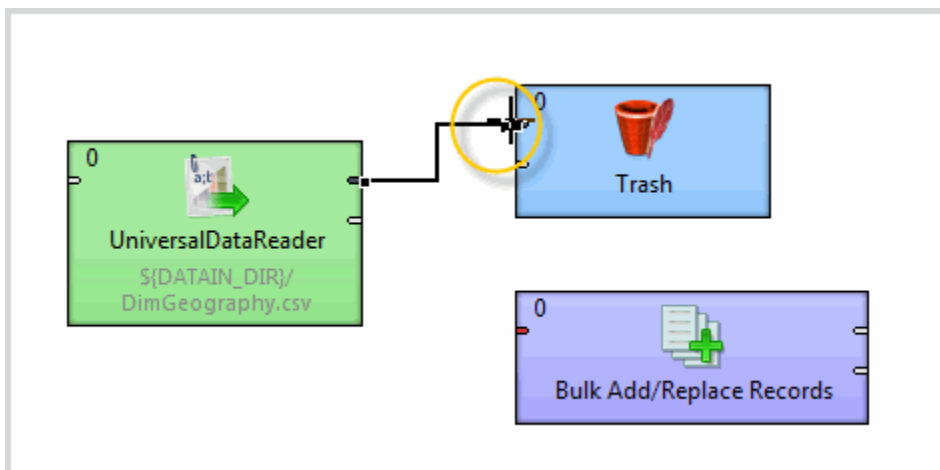 0
Trash
0
a;b
UniversalDataReader
${DATAIN_DIR}/
DimGeography.csv
0
Bulk Add/Replace Records